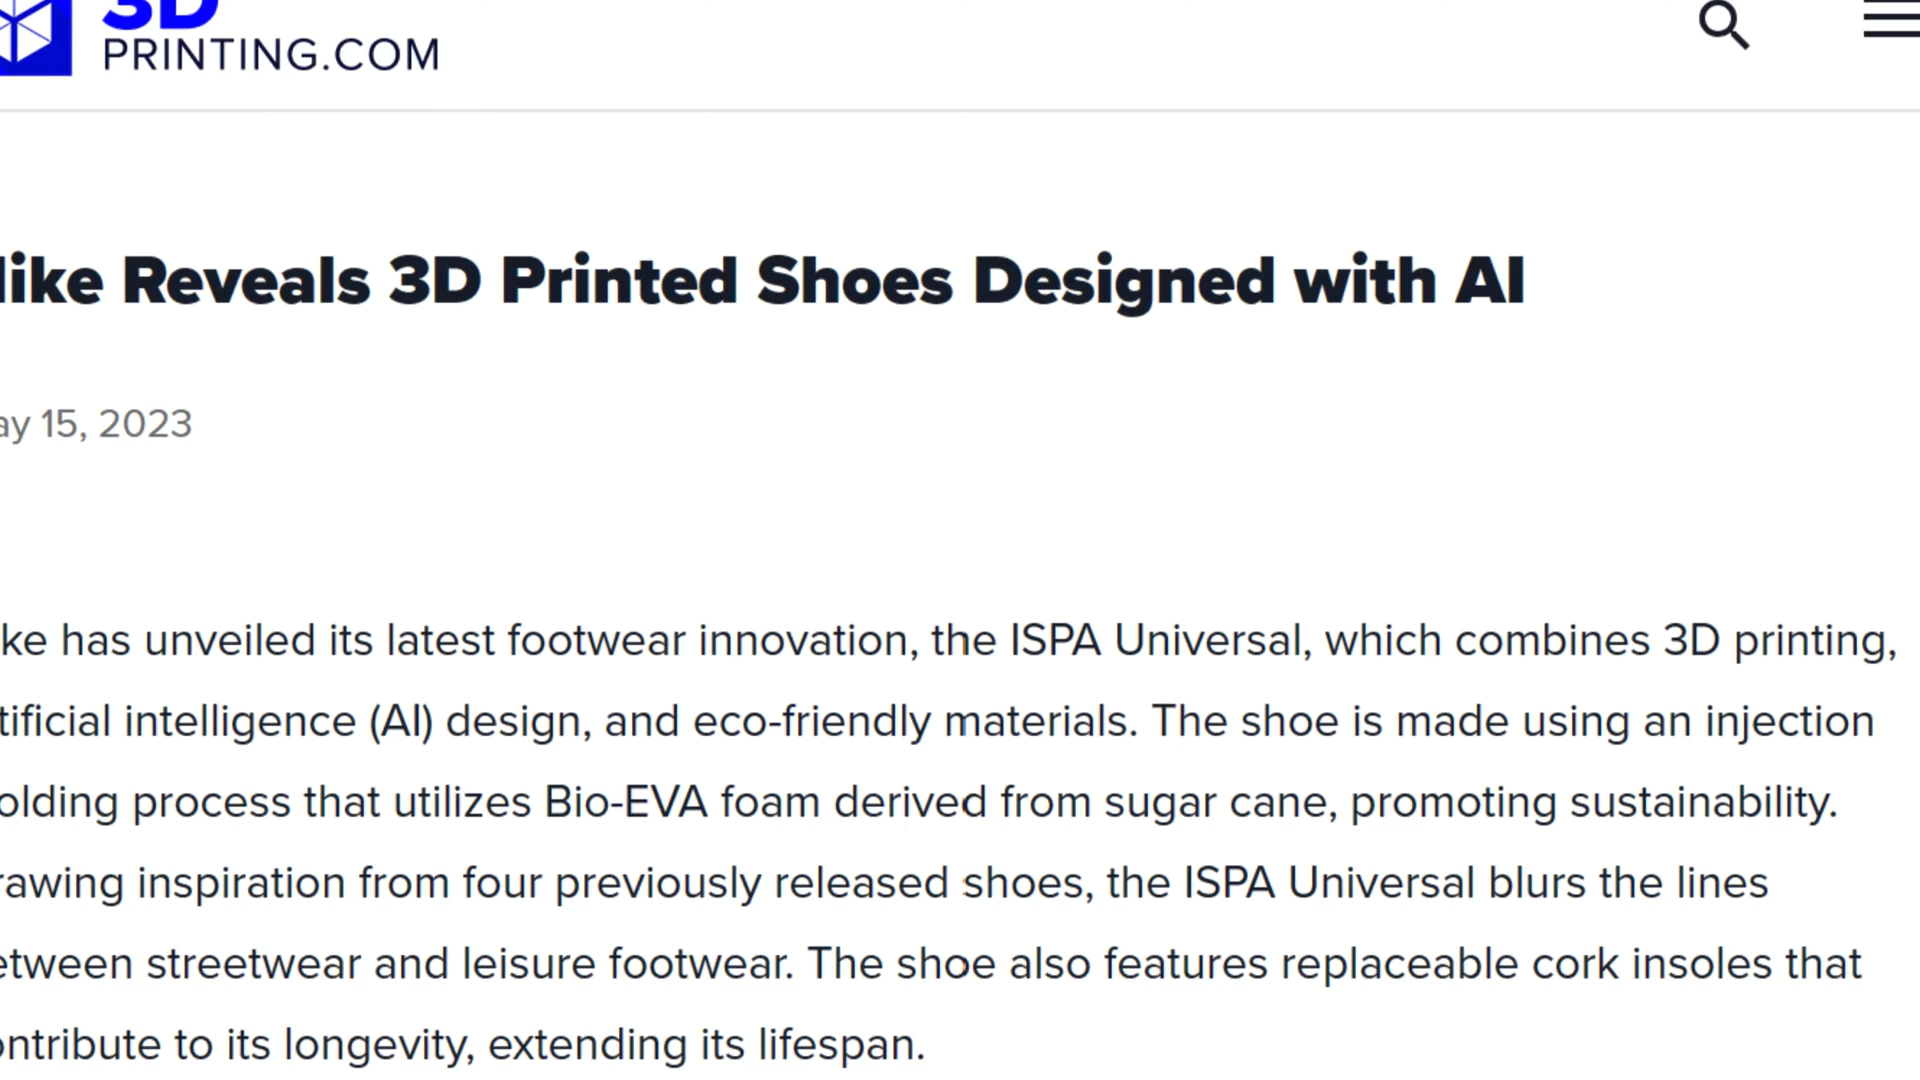 3D
PRINTING.COM
ike Reveals 3D Printed Shoes Designed with AI
ay 15, 2023
ke has unveiled its latest footwear innovation, the ISPA Universal, which combines 3D printing,
tificial intelligence (AI) design, and eco-friendly materials. The shoe is made using an injection
olding process that utilizes Bio-EVA foam derived from sugar cane, promoting sustainability.
rawing inspiration from four previously released shoes, the ISPA Universal blurs the lines
etween streetwear and leisure footwear. The shoe also features replaceable cork insoles that
ontribute to its longevity, extending its lifespan.